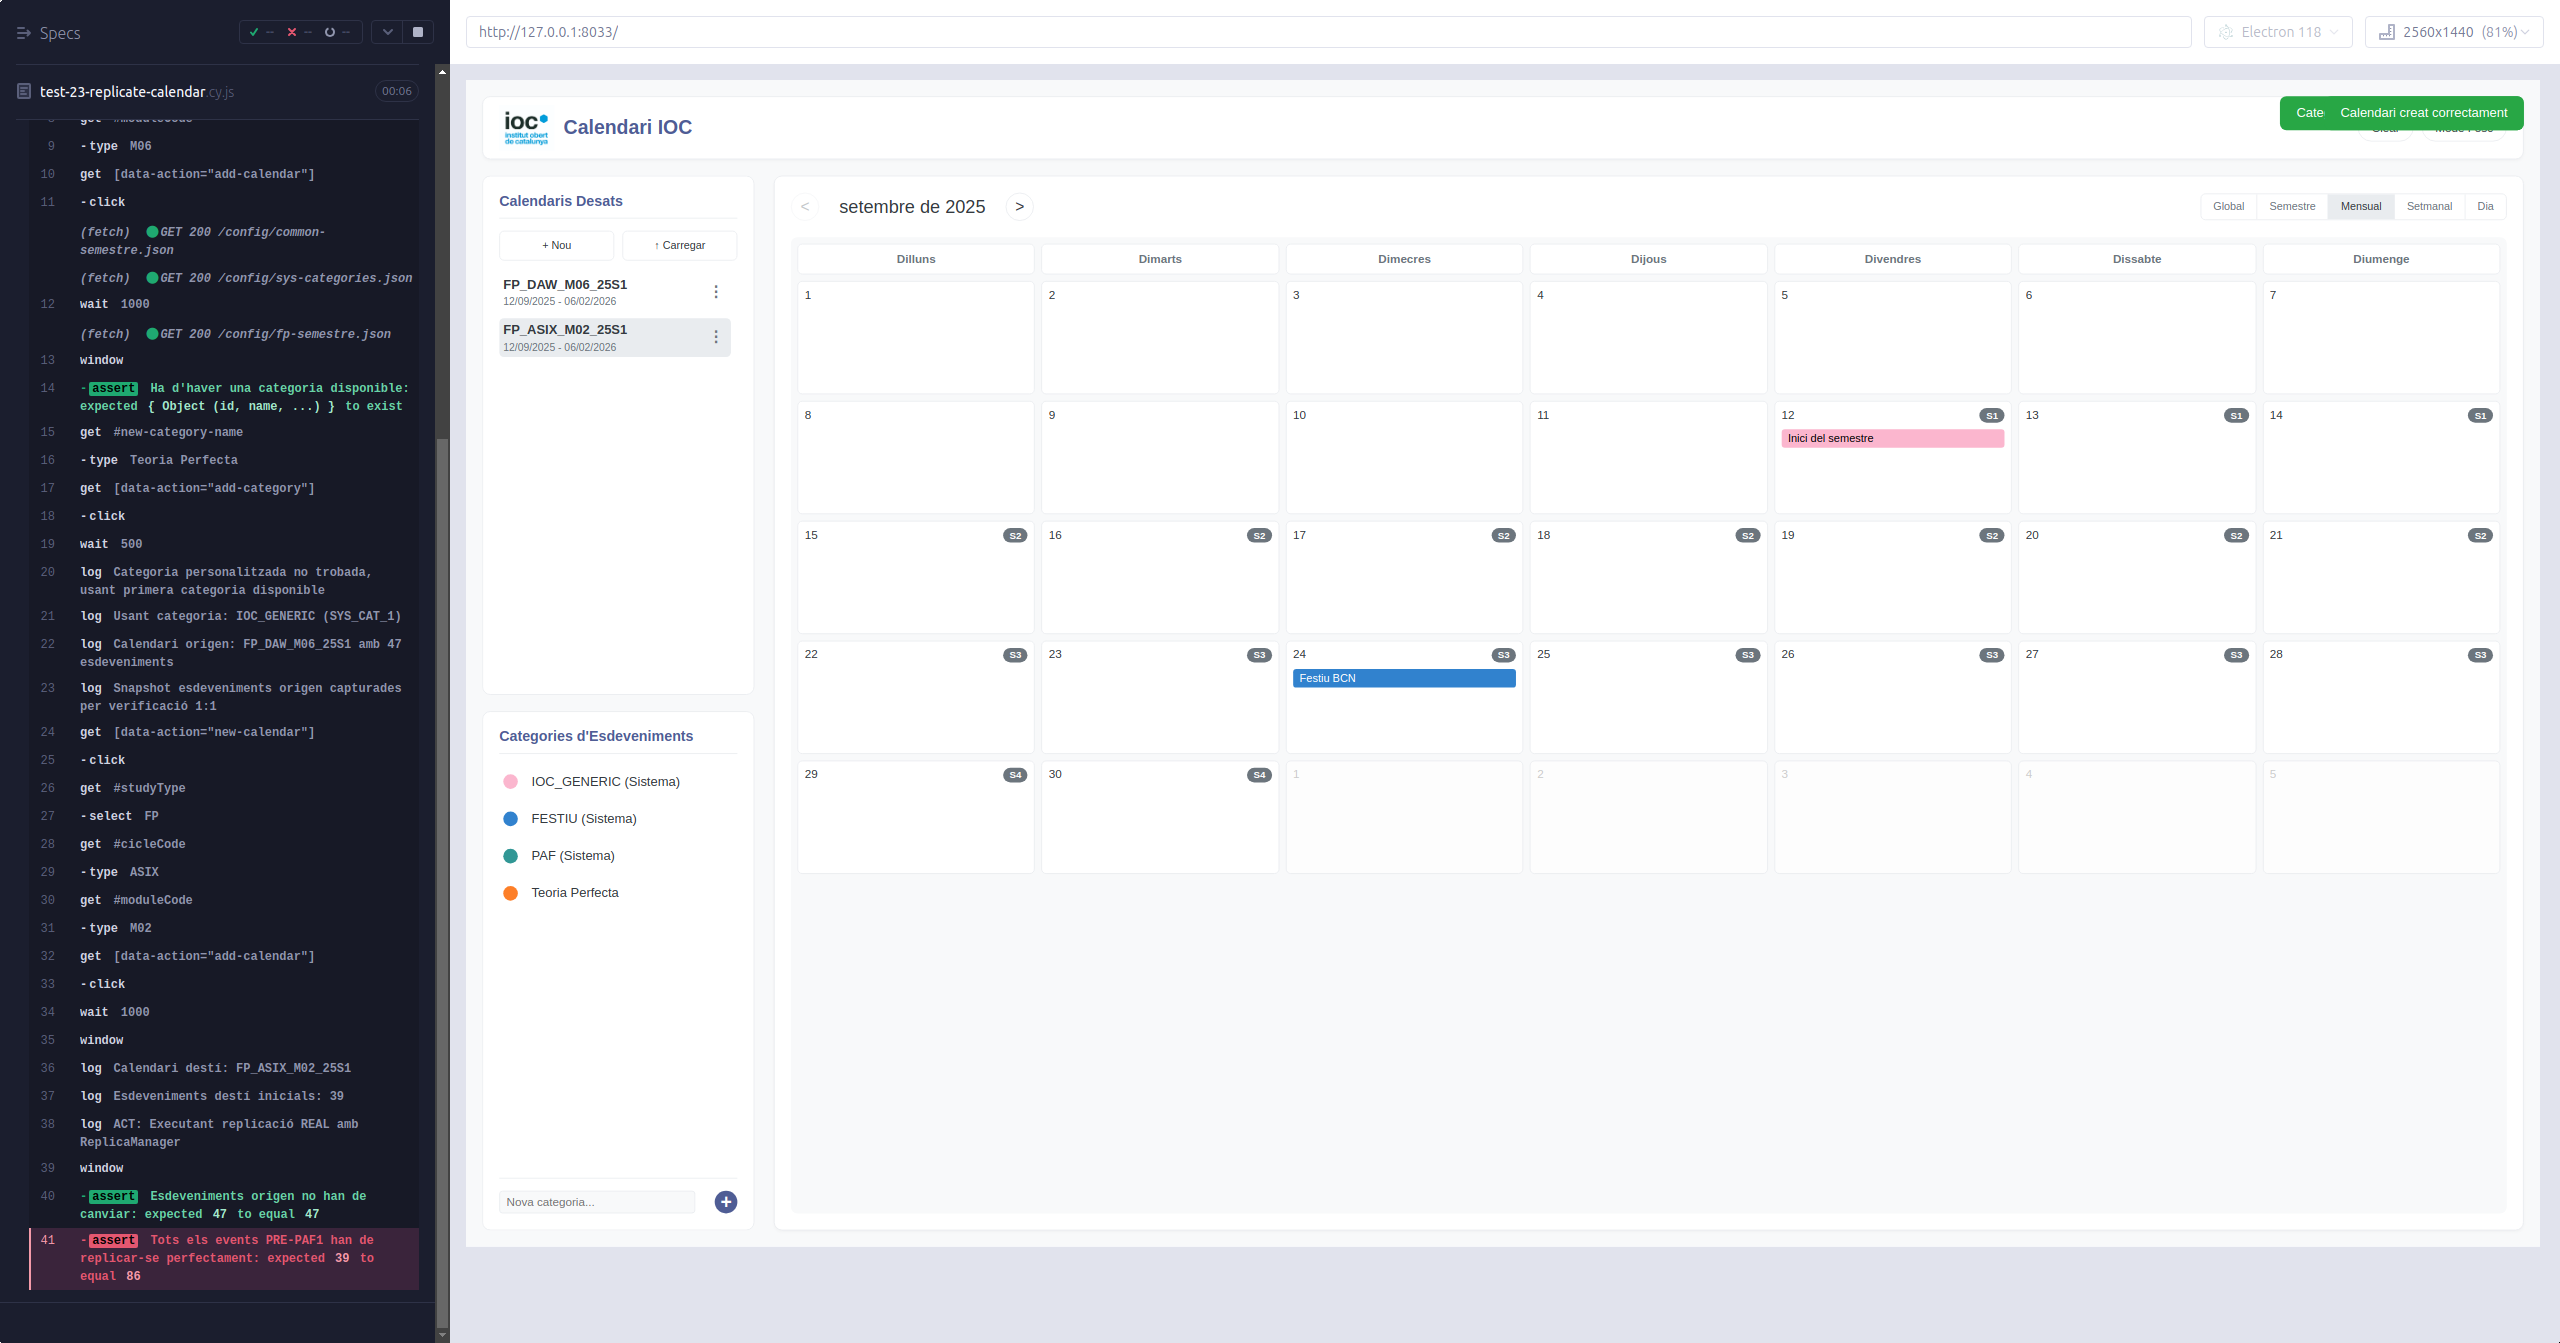 Specs
-- -- --
test-23-replicate-calendar.cy.js 00:06
8 get #moduleCode
9 -type M06
10 get [data-action="add-calendar"]
11 -click
(fetch) GET 200 /config/common-
semestre.json
(fetch) GET 200 /config/sys-categories.json
12 wait 1000
(fetch) GET 200 /config/fp-semestre.json
13 window
14 -assert Ha d'haver una categoria disponible:
expected { Object (id, name, ...) } to exist
15 get #new-category-name
16 -type Teoria Perfecta
17 get [data-action="add-category"]
18 -click
19 wait 500
20 log Categoria personalitzada no trobada,
usant primera categoria disponible
21 log Usant categoria: IOC_GENERIC (SYS_CAT_1)
22 log Calendari origen: FP_DAW_M06_25S1 amb 47
esdeveniments
23 log Snapshot esdeveniments origen capturades
per verificació 1:1
24 get [data-action="new-calendar"]
25 -click
26 get #studyType
27 -select FP
28 get #cicleCode
29 -type ASIX
30 get #moduleCode
31 -type M02
32 get [data-action="add-calendar"]
33 -click
34 wait 1000
35 window
36 log Calendari destí: FP_ASIX_M02_25S1
37 log Esdeveniments destí inicials: 39
38 log ACT: Executant replicació REAL amb
ReplicaManager
39 window
40 -assert Esdeveniments origen no han de
canviar: expected 47 to equal 47
41 -assert Tots els events PRE-PAF1 han de
replicar-se perfectament: expected 39 to
equal 86
http://127.0.0.1:8033/
Electron 118
2560x1440 (81%)
ioc
institut obert
de catalunya
Calendari IOC
Cate
Calendari creat correctament
Calendaris Desats
+ Nou
↑ Carregar
FP_DAW_M06_25S1
12/09/2025 - 06/02/2026
FP_ASIX_M02_25S1
12/09/2025 - 06/02/2026
Categories d'Esdeveniments
IOC_GENERIC (Sistema)
FESTIU (Sistema)
PAF (Sistema)
Teoria Perfecta
Nova categoria...
+
< setembre de 2025 >
Global Semestre Mensual Setmanal Dia
Dilluns Dimarts Dimecres Dijous Divendres Dissabte Diumenge
1 2 3 4 5 6 7
8 9 10 11 12 S1 13 S1 14 S1
Inici del semestre
15 S2 16 S2 17 S2 18 S2 19 S2 20 S2 21 S2
22 S3 23 S3 24 S3 25 S3 26 S3 27 S3 28 S3
Festiu BCN
29 S4 30 S4 1 2 3 4 5